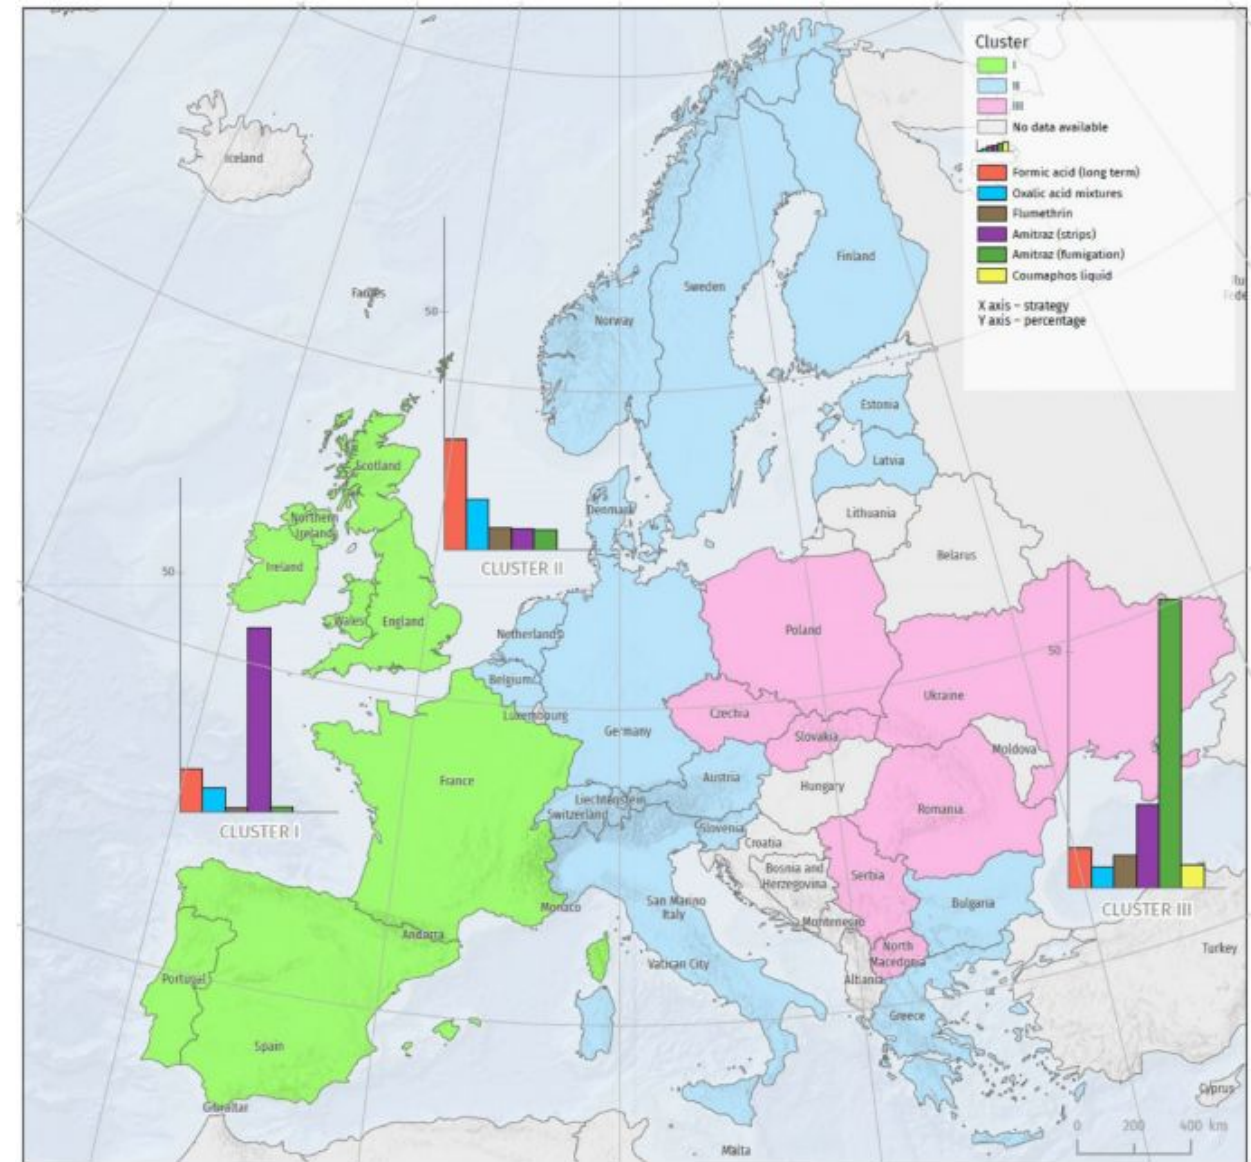 Cluster
I
II
III
No data available
Formic acid (long term)
Oxalic acid mixtures
Flumethrin
Amitraz (strips)
Amitraz (fumigation)
Coumaphos liquid
X axis – strategy
Y axis – percentage
Iceland
Faroes
Finland
Sweden
Norway
50
Estonia
Latvia
Scotland
Lithuania
Denmark
Northern
Ireland
Belarus
Ireland
CLUSTER II
50
Wales
England
Netherlands
Poland
50
Belgium
Ukraine
Luxembourg
Czechia
Germany
Slovakia
Moldova
France
Austria
Hungary
Liechtenstein
Switzerland
Romania
CLUSTER I
Slovenia
Croatia
Bosnia and
Herzegovina
Serbia
San Marino
Italy
Monaco
Bulgaria
CLUSTER III
Montenegro
Andorra
North
Macedonia
Turkey
Vatican City
Portugal
Albania
Greece
Spain
Cyprus
Gibraltar
0 200 400 km
Malta